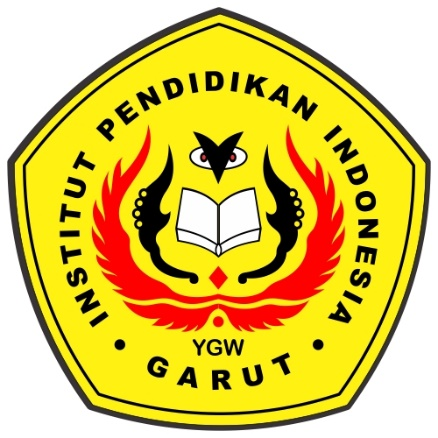 INSTITUT PENDIDIKAN INDONESIA
YGW
GARUT